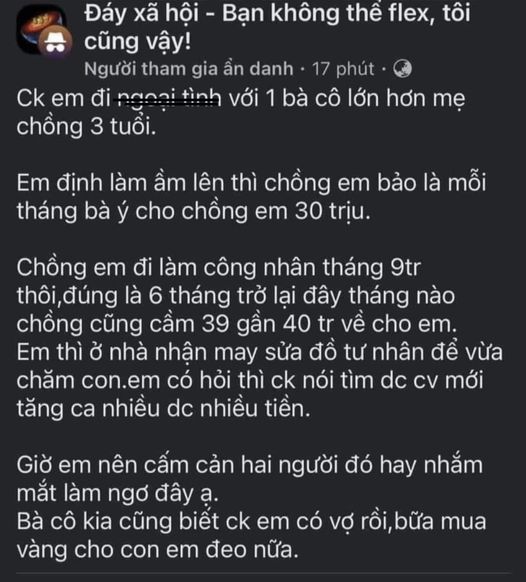 Đáy xã hội - Bạn không thể flex, tôi
cũng vậy!
Người tham gia ẩn danh · 17 phút ·
Ck em đi ngoại tình với 1 bà cô lớn hơn mẹ
chồng 3 tuổi.
Em định làm ầm lên thì chồng em bảo là mỗi
tháng bà ý cho chồng em 30 trịu.
Chồng em đi làm công nhân tháng 9tr
thôi,đúng là 6 tháng trở lại đây tháng nào
chồng cũng cầm 39 gần 40 tr về cho em.
Em thì ở nhà nhận may sửa đồ tư nhân để vừa
chăm con.em có hỏi thì ck nói tìm dc cv mới
tăng ca nhiều dc nhiều tiền.
Giờ em nên cấm cản hai người đó hay nhắm
mắt làm ngơ đây ạ.
Bà cô kia cũng biết ck em có vợ rồi,bữa mua
vàng cho con em đeo nữa.